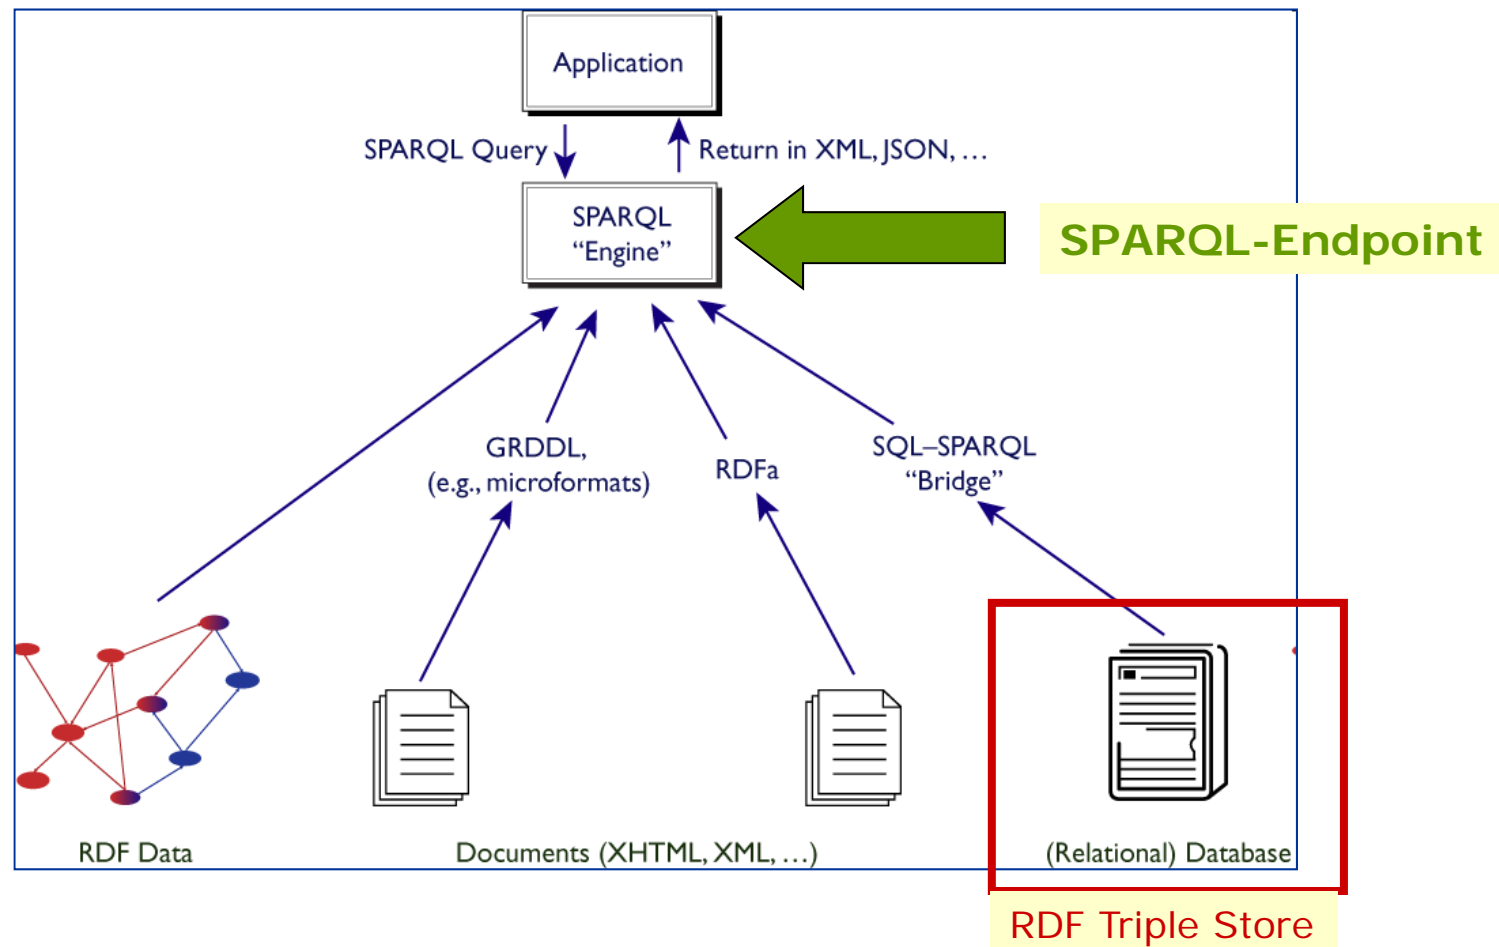 Application
SPARQL Query
Return in XML, JSON, …
SPARQL
“Engine”
SPARQL-Endpoint
GRDDL,
(e.g., microformats)
RDFa
SQL–SPARQL
“Bridge”
RDF Data
Documents (XHTML, XML, …)
(Relational) Database
RDF Triple Store